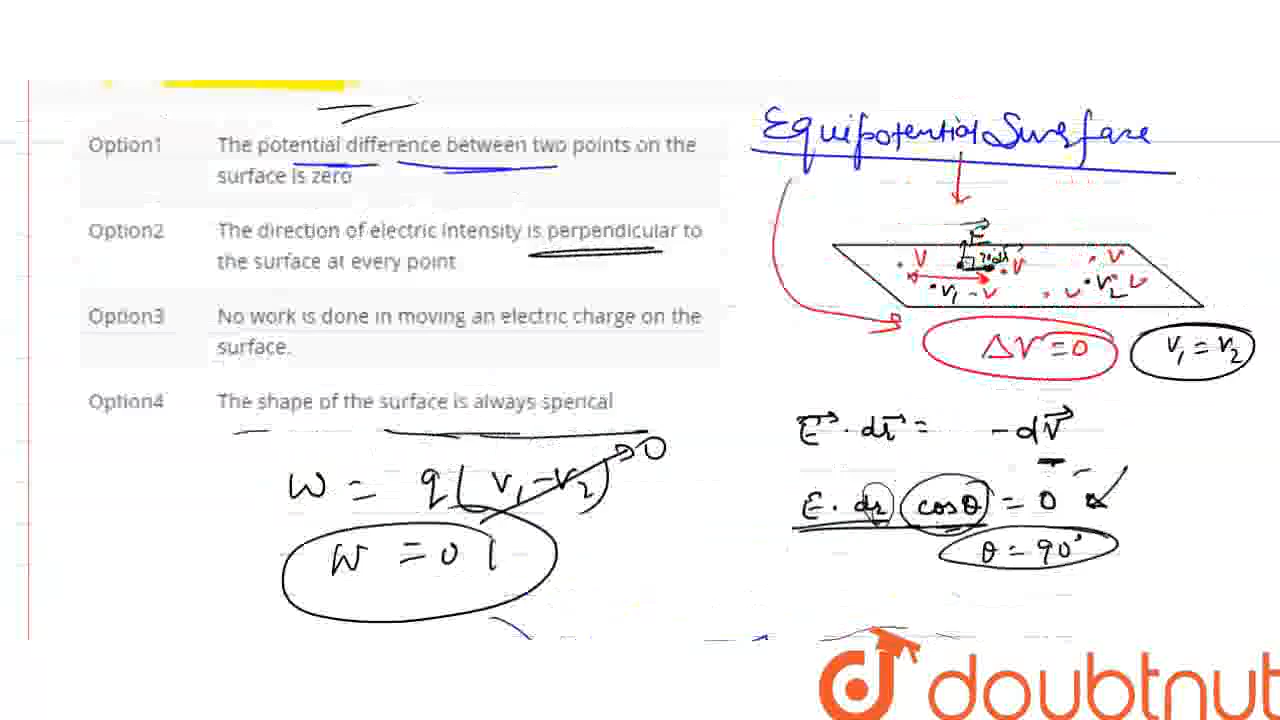 Option1 The potential difference between two points on the
surface is zero
Option2 The direction of electric intensity is perpendicular to
the surface at every point
Option3 No work is done in moving an electric charge on the
surface.
Option4 The shape of the surface is always sperical
W = q(V₁-V₂) 0
W = 0
Equipotential Surface
E
V V V
V₁ - V V V₂ V
ΔV = 0 V₁ = V₂
E⃗ · dr⃗ = - dV⃗
E · dr cosθ = 0
θ = 90°
doubtnut